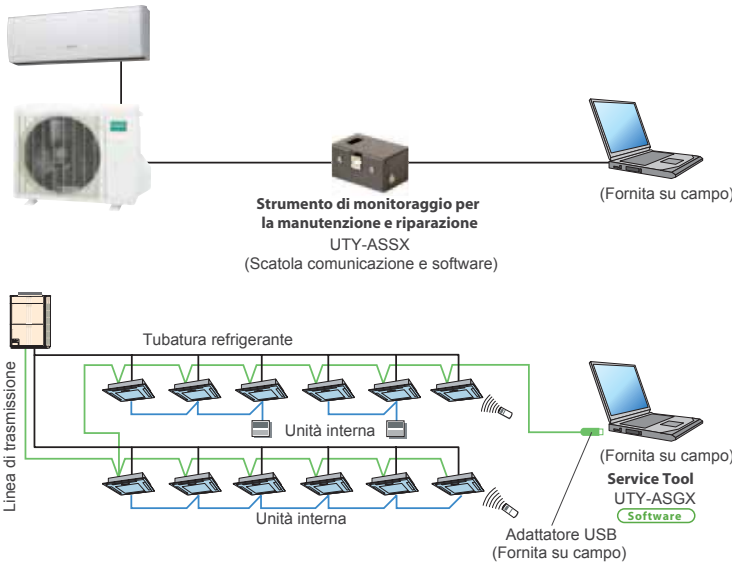 (Fornita su campo)
Strumento di monitoraggio per
la manutenzione e riparazione
UTY-ASSX
(Scatola comunicazione e software)
Tubatura refrigerante
Linea di trasmissione
Unità interna
(Fornita su campo)
Service Tool
UTY-ASGX
Software
Unità interna
Adattatore USB
(Fornita su campo)